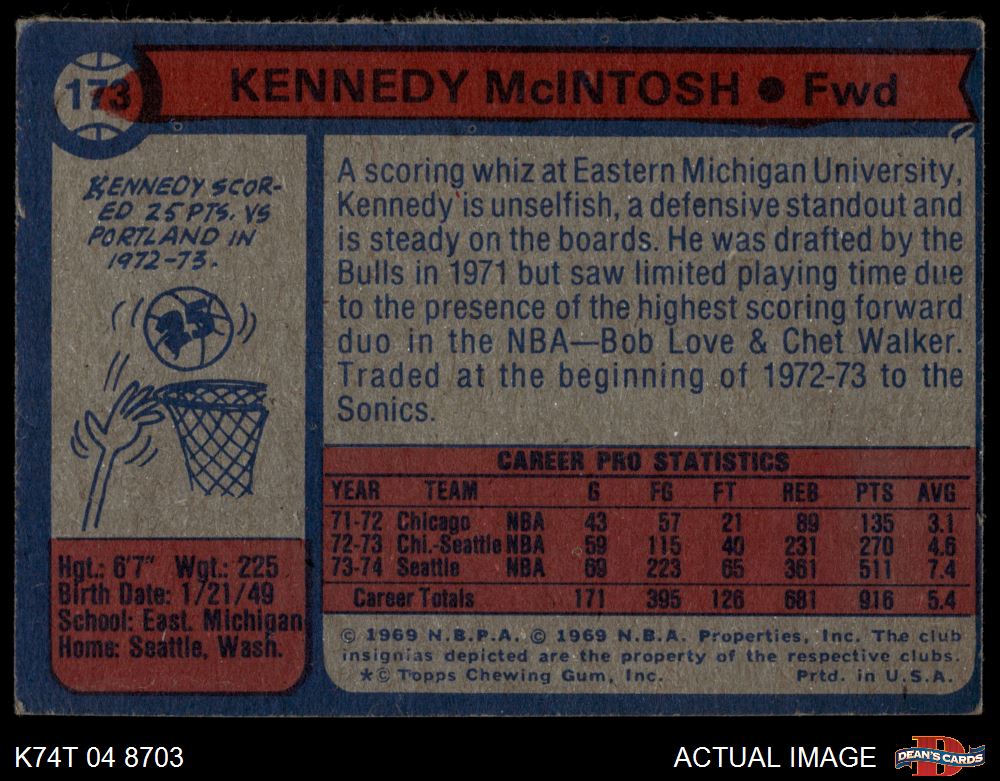 173
KENNEDY McINTOSH ● Fwd
KENNEDY SCOR-
ED 25 PTS. VS
PORTLAND IN
1972-73.
25
A scoring whiz at Eastern Michigan University,
Kennedy is unselfish, a defensive standout and
is steady on the boards. He was drafted by the
Bulls in 1971 but saw limited playing time due
to the presence of the highest scoring forward
duo in the NBA—Bob Love & Chet Walker.
Traded at the beginning of 1972-73 to the
Sonics.
CAREER PRO STATISTICS
YEAR TEAM G FG FT REB PTS AVG
71-72 Chicago NBA 43 57 21 89 135 3.1
72-73 Chi.-Seattle NBA 59 115 40 231 270 4.6
73-74 Seattle NBA 69 223 65 361 511 7.4
Career Totals 171 395 126 681 916 5.4
Hgt.: 6'7" Wgt.: 225
Birth Date: 1/21/49
School: East. Michigan
Home: Seattle, Wash.
© 1969 N.B.P.A. © 1969 N.B.A. Properties, Inc. The club
insignias depicted are the property of the respective clubs.
*© Topps Chewing Gum, Inc. Prtd. in U.S.A.
K74T 04 8703
ACTUAL IMAGE
D
DEAN'S CARDS